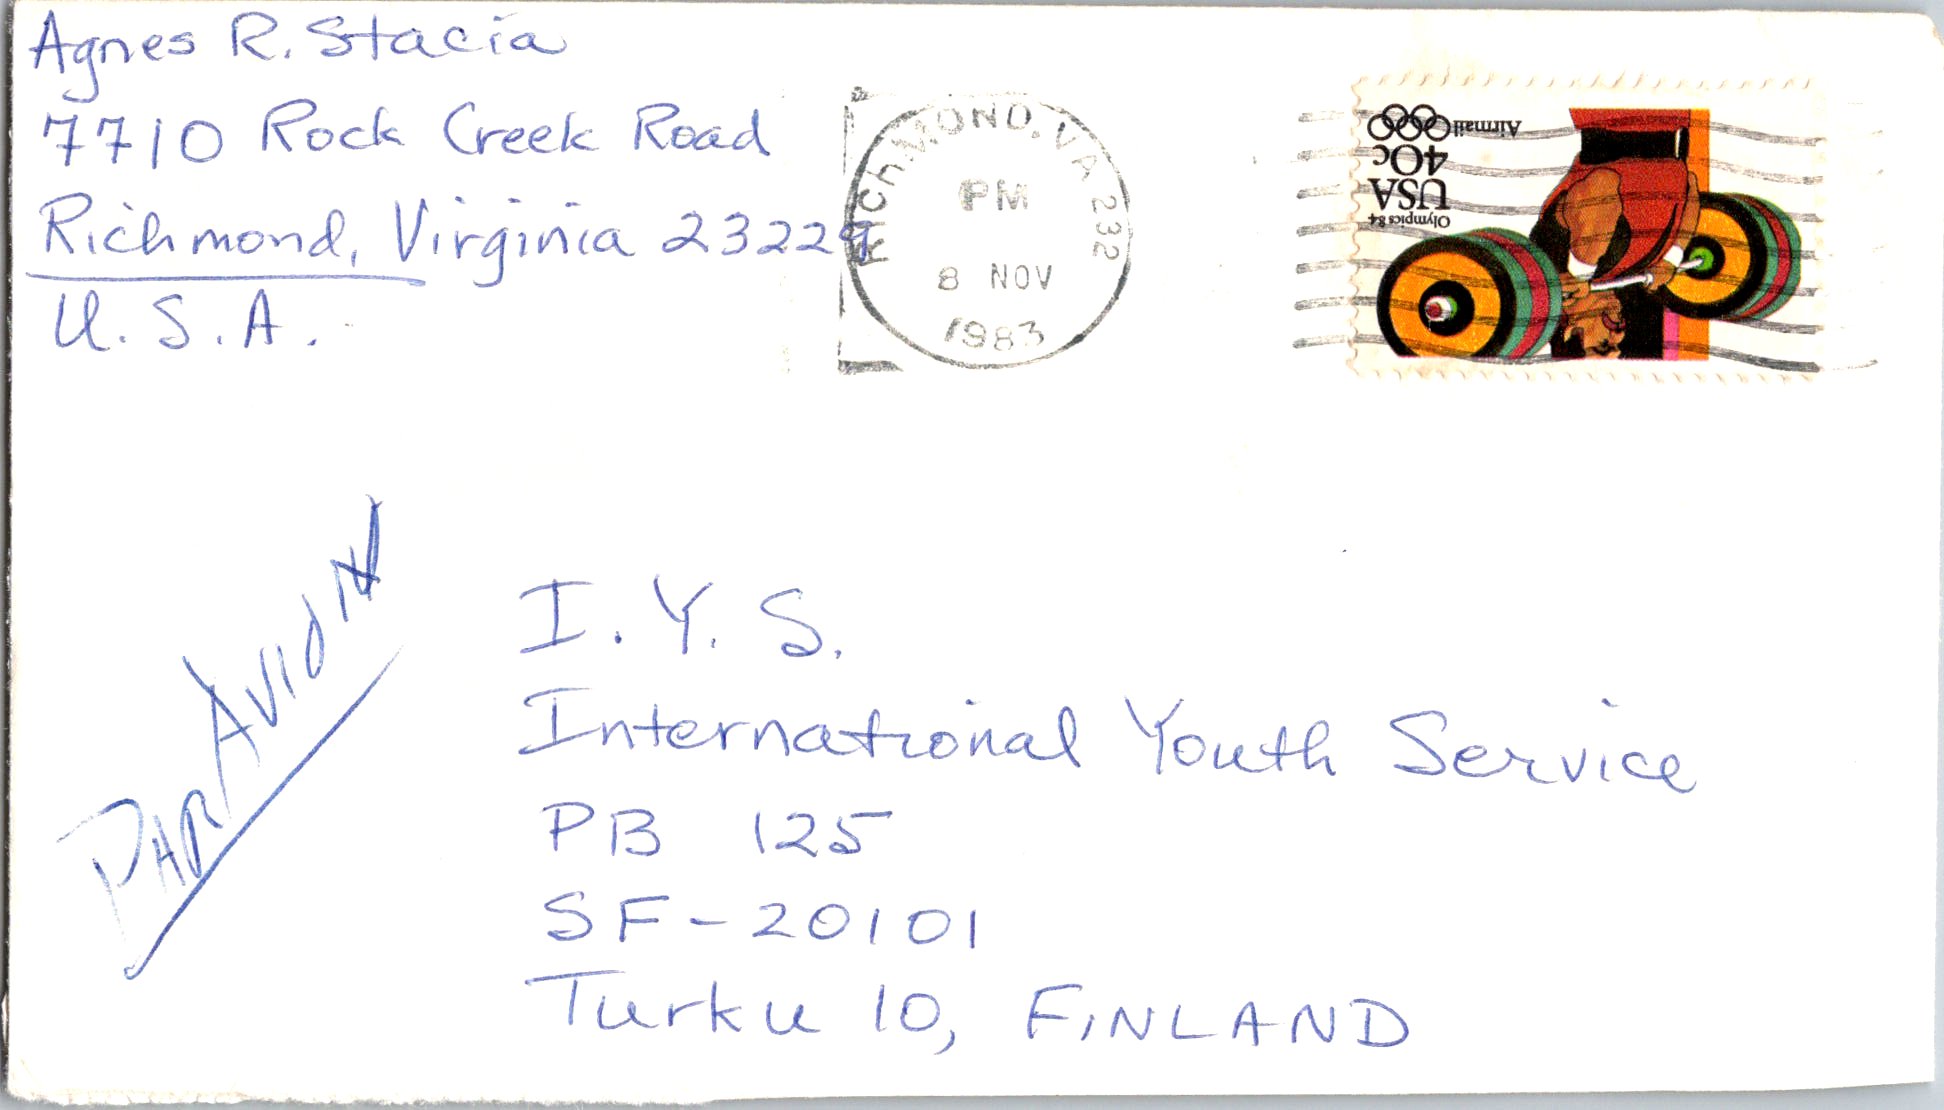 Agnes R. Stacia
7710 Rock Creek Road
Richmond, Virginia 23229
U.S.A.
RICHMOND, VA 232
PM
8 NOV
1983
Olympics 84
USA
40c
Airmail
PAR AVION
I.Y.S.
International Youth Service
PB 125
SF-20101
Turku 10, FINLAND